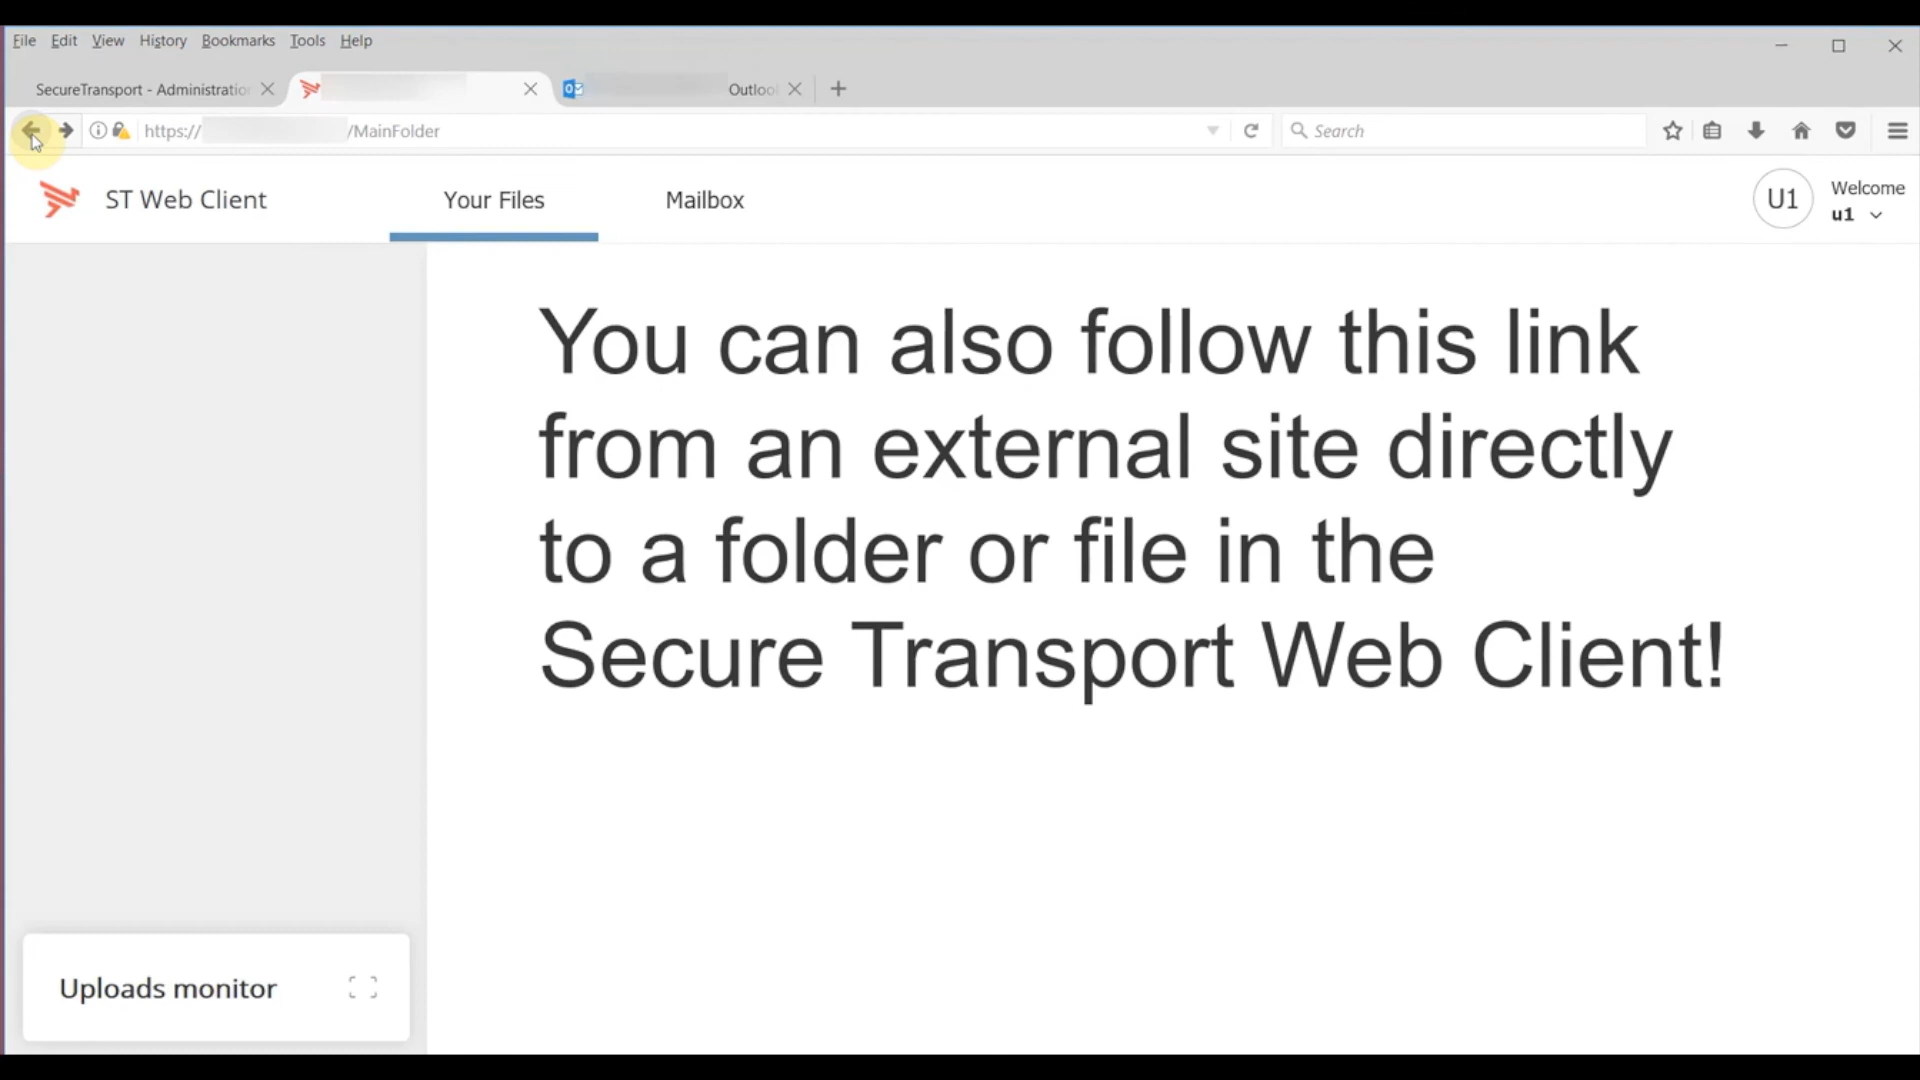 File Edit View History Bookmarks Tools Help
SecureTransport - Administration
Outlook
https://
/MainFolder
Search
ST Web Client
Your Files
Mailbox
U1
Welcome
u1
You can also follow this link
from an external site directly
to a folder or file in the
Secure Transport Web Client!
Uploads monitor